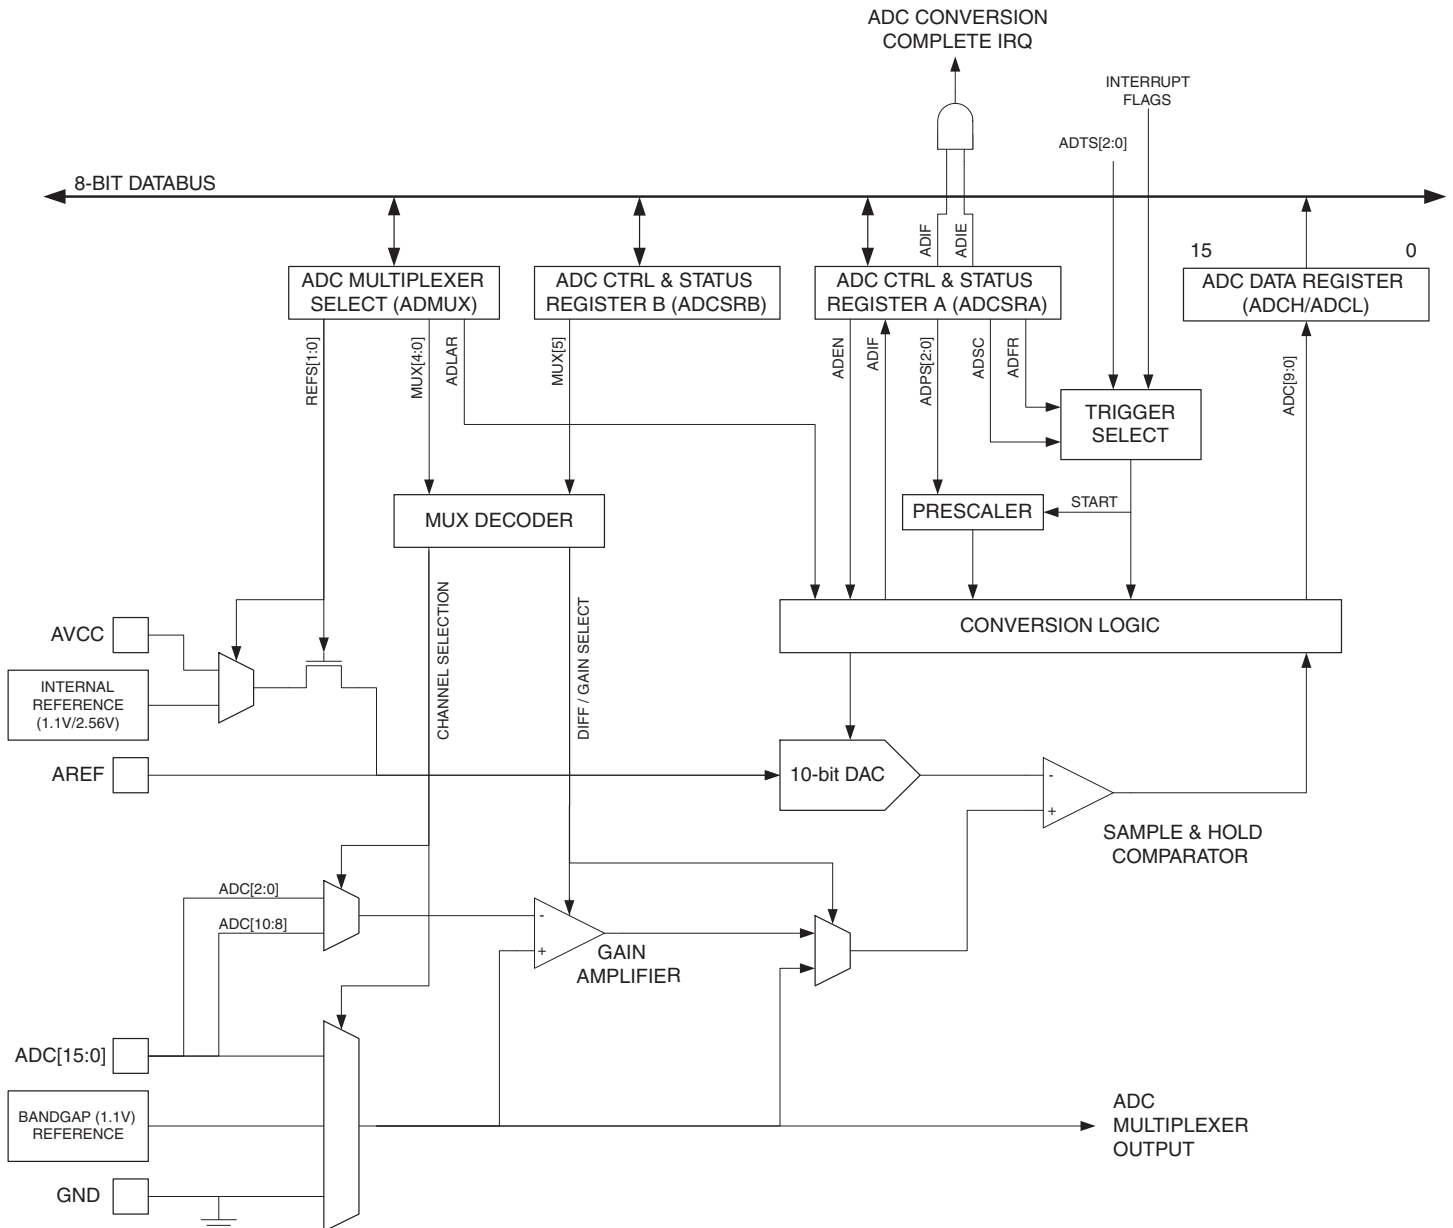 ADC CONVERSION
COMPLETE IRQ
INTERRUPT
FLAGS
ADTS[2:0]
8-BIT DATABUS
ADIF
ADIE
15
0
ADC MULTIPLEXER
SELECT (ADMUX)
ADC CTRL & STATUS
REGISTER B (ADCSRB)
ADC CTRL & STATUS
REGISTER A (ADCSRA)
ADC DATA REGISTER
(ADCH/ADCL)
REFS[1:0]
MUX[4:0]
ADLAR
MUX[5]
ADEN
ADIF
ADPS[2:0]
ADSC
ADFR
ADC[9:0]
TRIGGER
SELECT
MUX DECODER
PRESCALER
START
CHANNEL SELECTION
DIFF / GAIN SELECT
CONVERSION LOGIC
AVCC
INTERNAL
REFERENCE
(1.1V/2.56V)
AREF
10-bit DAC
-
+
SAMPLE & HOLD
COMPARATOR
ADC[2:0]
ADC[10:8]
-
+
GAIN
AMPLIFIER
ADC[15:0]
BANDGAP (1.1V)
REFERENCE
ADC
MULTIPLEXER
OUTPUT
GND